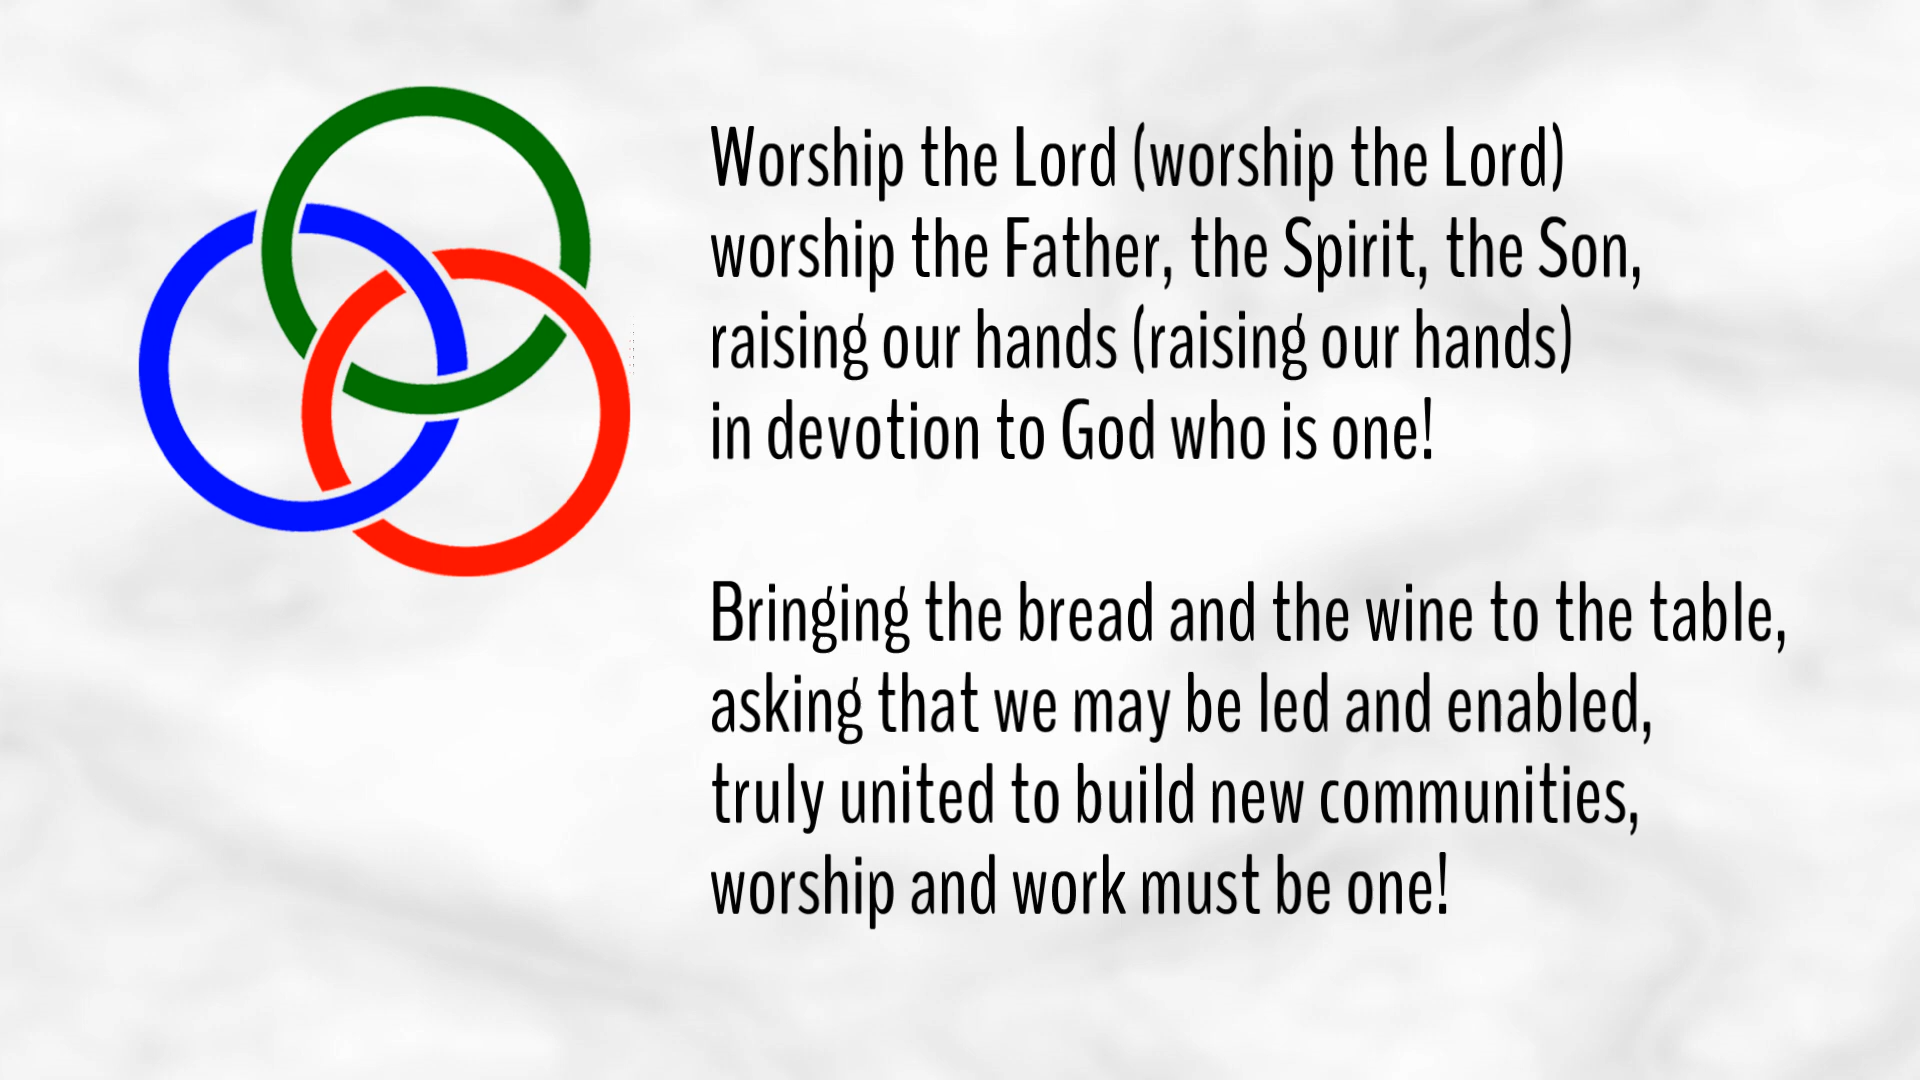 Worship the Lord (worship the Lord)
worship the Father, the Spirit, the Son,
raising our hands (raising our hands)
in devotion to God who is one!
Bringing the bread and the wine to the table,
asking that we may be led and enabled,
truly united to build new communities,
worship and work must be one!